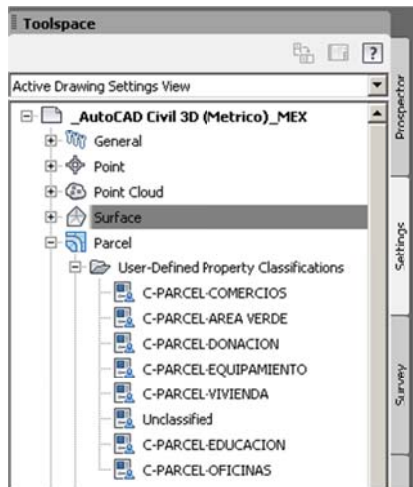 Toolspace
?
Active Drawing Settings View
_AutoCAD Civil 3D (Metrico)_MEX
General
Point
Point Cloud
Surface
Parcel
User-Defined Property Classifications
C-PARCEL-COMERCIOS
C-PARCEL-AREA VERDE
C-PARCEL-DONACION
C-PARCEL-EQUIPAMIENTO
C-PARCEL-VIVIENDA
Unclassified
C-PARCEL-EDUCACION
C-PARCEL-OFICINAS
Prospector
Settings
Survey